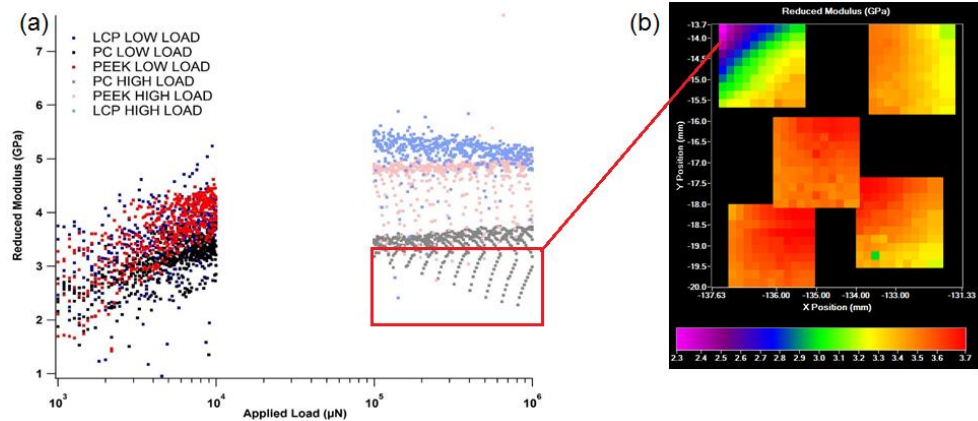 (a)
LCP LOW LOAD
PC LOW LOAD
PEEK LOW LOAD
PC HIGH LOAD
PEEK HIGH LOAD
LCP HIGH LOAD
Reduced Modulus (GPa)
7
6
5
4
3
2
1
10³ 10⁴ 10⁵ 10⁶
Applied Load (µN)
(b)
Reduced Modulus (GPa)
Y Position (mm)
-13.7
-14.0
-14.5
-15.0
-15.5
-16.0
-16.5
-17.0
-17.5
-18.0
-18.5
-19.0
-19.5
-20.0
-137.63 -136.00 -135.00 -134.00 -133.00 -131.33
X Position (mm)
2.3 2.4 2.5 2.6 2.7 2.8 2.9 3.0 3.1 3.2 3.3 3.4 3.5 3.6 3.7